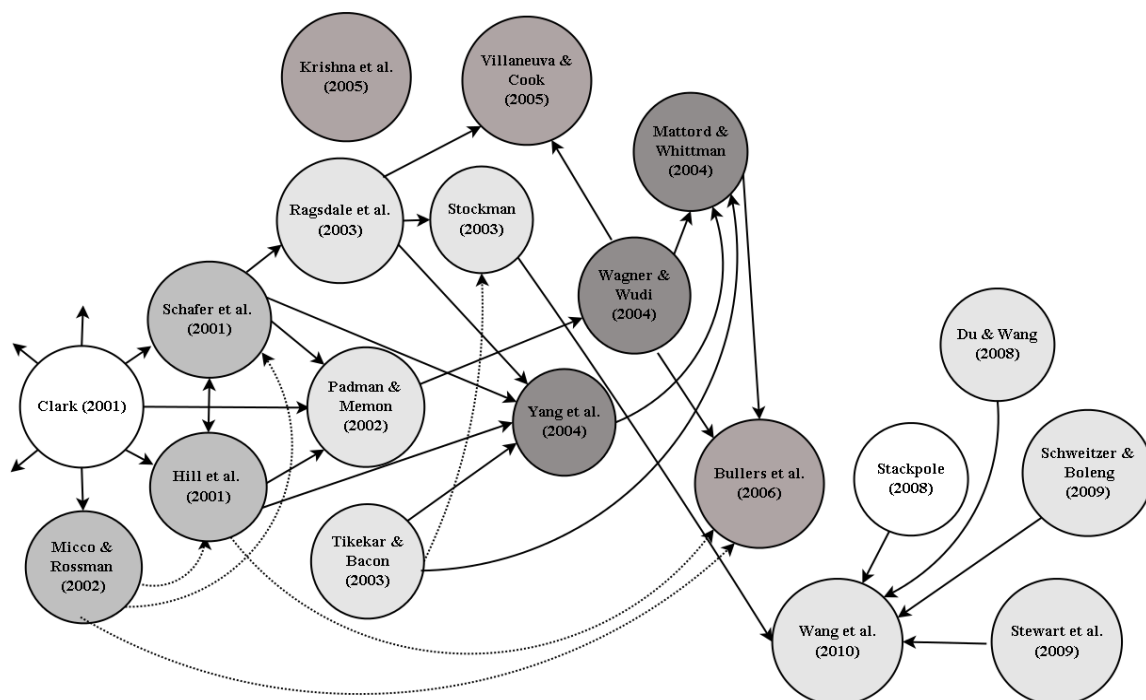 Krishna et al.
(2005)
Villaneuva &
Cook
(2005)
Mattord &
Whittman
(2004)
Ragsdale et al.
(2003)
Stockman
(2003)
Wagner &
Wudi
(2004)
Schafer et al.
(2001)
Du & Wang
(2008)
Clark (2001)
Padman &
Memon
(2002)
Yang et al.
(2004)
Hill et al.
(2001)
Bullers et al.
(2006)
Stackpole
(2008)
Schweitzer &
Boleng
(2009)
Micco &
Rossman
(2002)
Tikekar &
Bacon
(2003)
Wang et al.
(2010)
Stewart et al.
(2009)